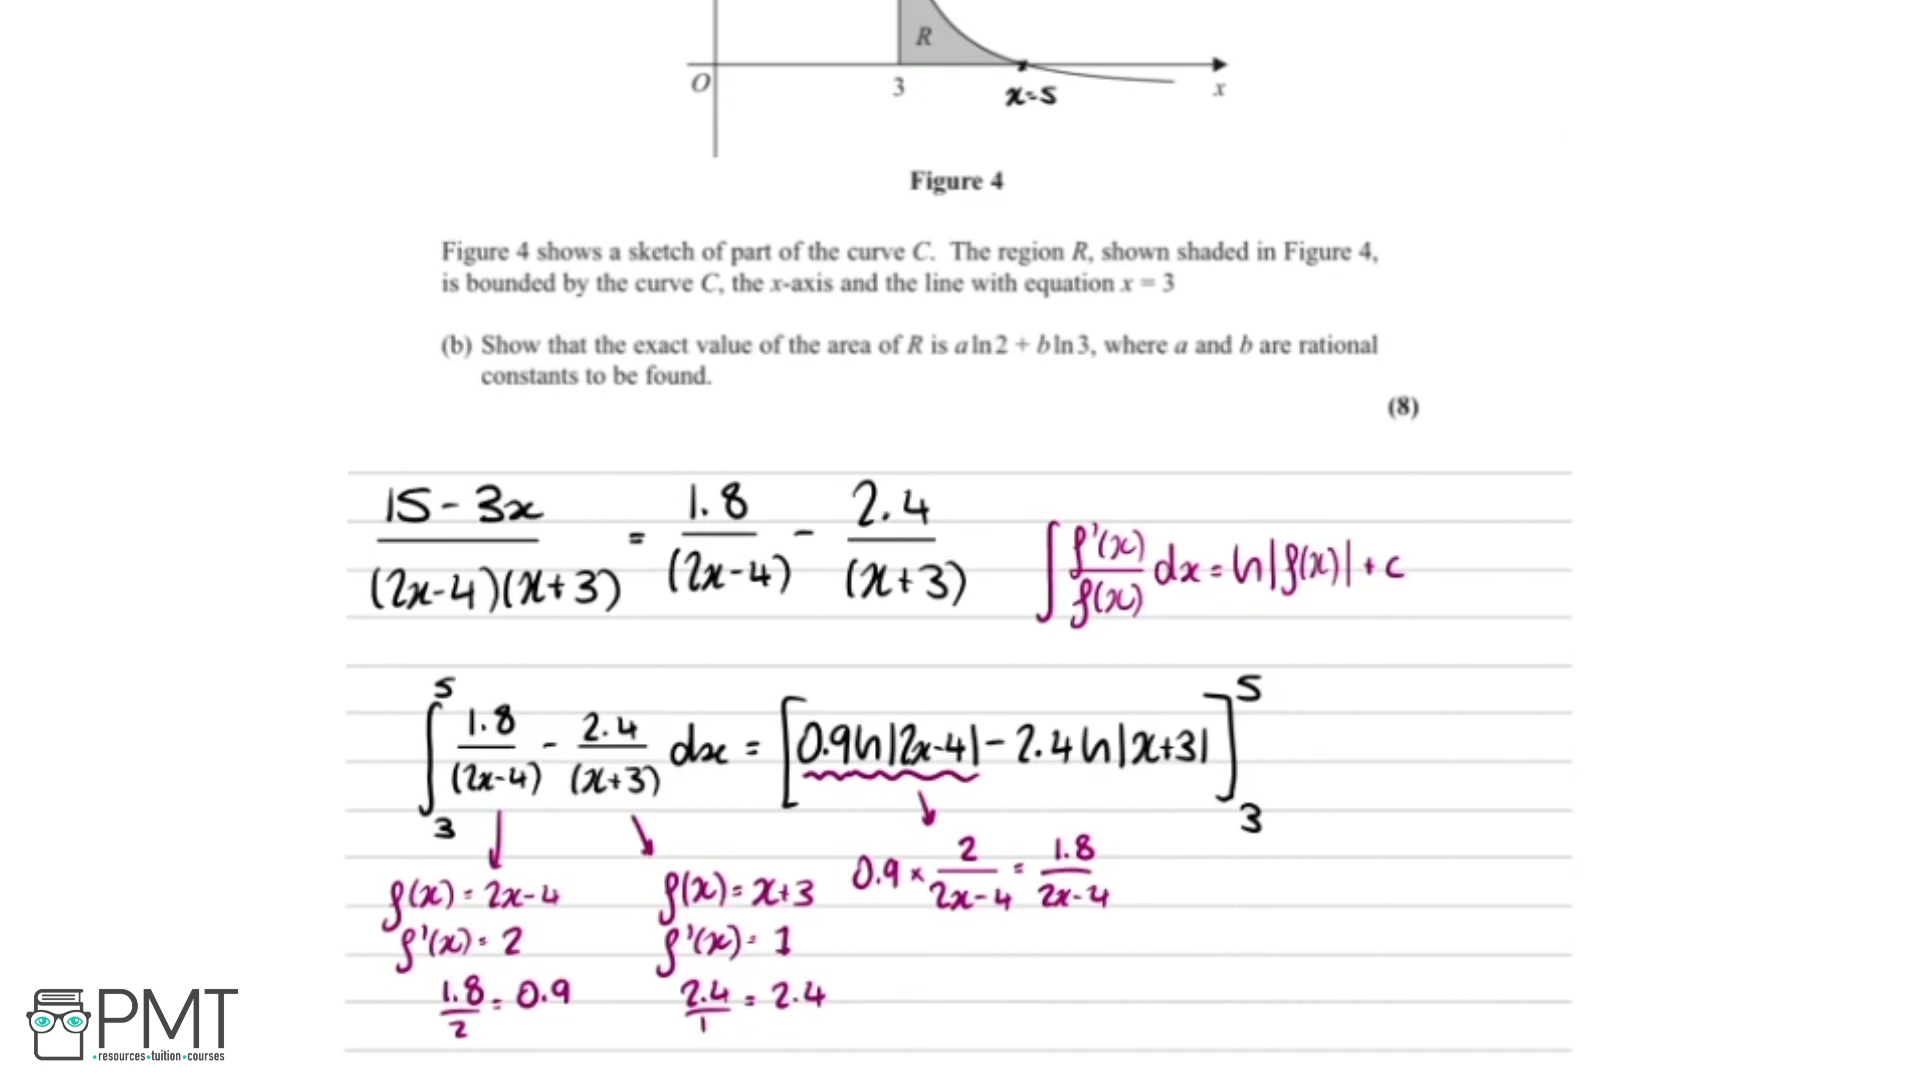 R
O
3
x=5
x
Figure 4
Figure 4 shows a sketch of part of the curve C. The region R, shown shaded in Figure 4,
is bounded by the curve C, the x-axis and the line with equation x = 3
(b) Show that the exact value of the area of R is a ln 2 + b ln 3, where a and b are rational
constants to be found.
(8)
15 - 3x / (2x-4)(x+3) = 1.8 / (2x-4) - 2.4 / (x+3)
∫ f'(x)/f(x) dx = ln|f(x)| + c
∫₃⁵ 1.8/(2x-4) - 2.4/(x+3) dx = [0.9ln|2x-4| - 2.4ln|x+3|]₃⁵
f(x) = 2x-4
f'(x) = 2
1.8/2 = 0.9
f(x) = x+3
f'(x) = 1
2.4/1 = 2.4
0.9 × 2/2x-4 = 1.8/2x-4
PMT
•resources•tuition•courses